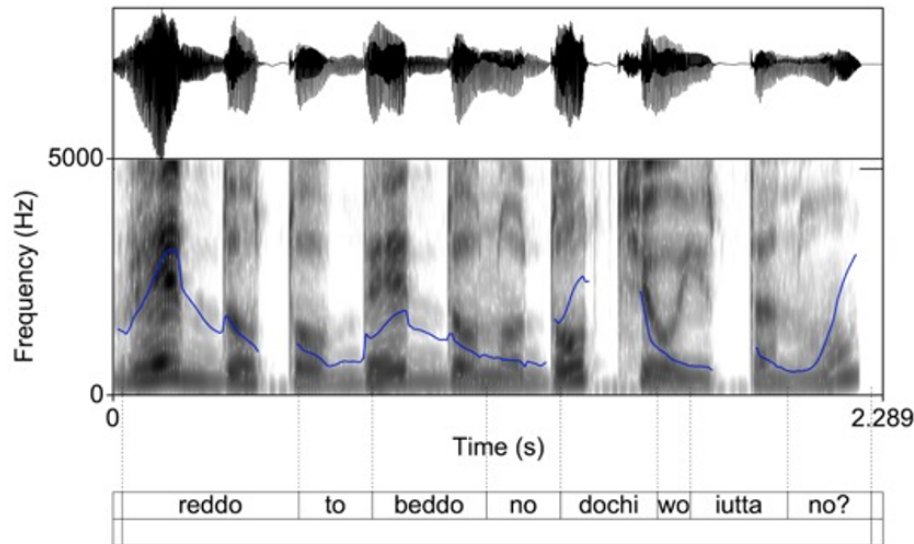 5000
Frequency (Hz)
0
0 2.289
Time (s)
reddo to beddo no dochi wo iutta no?